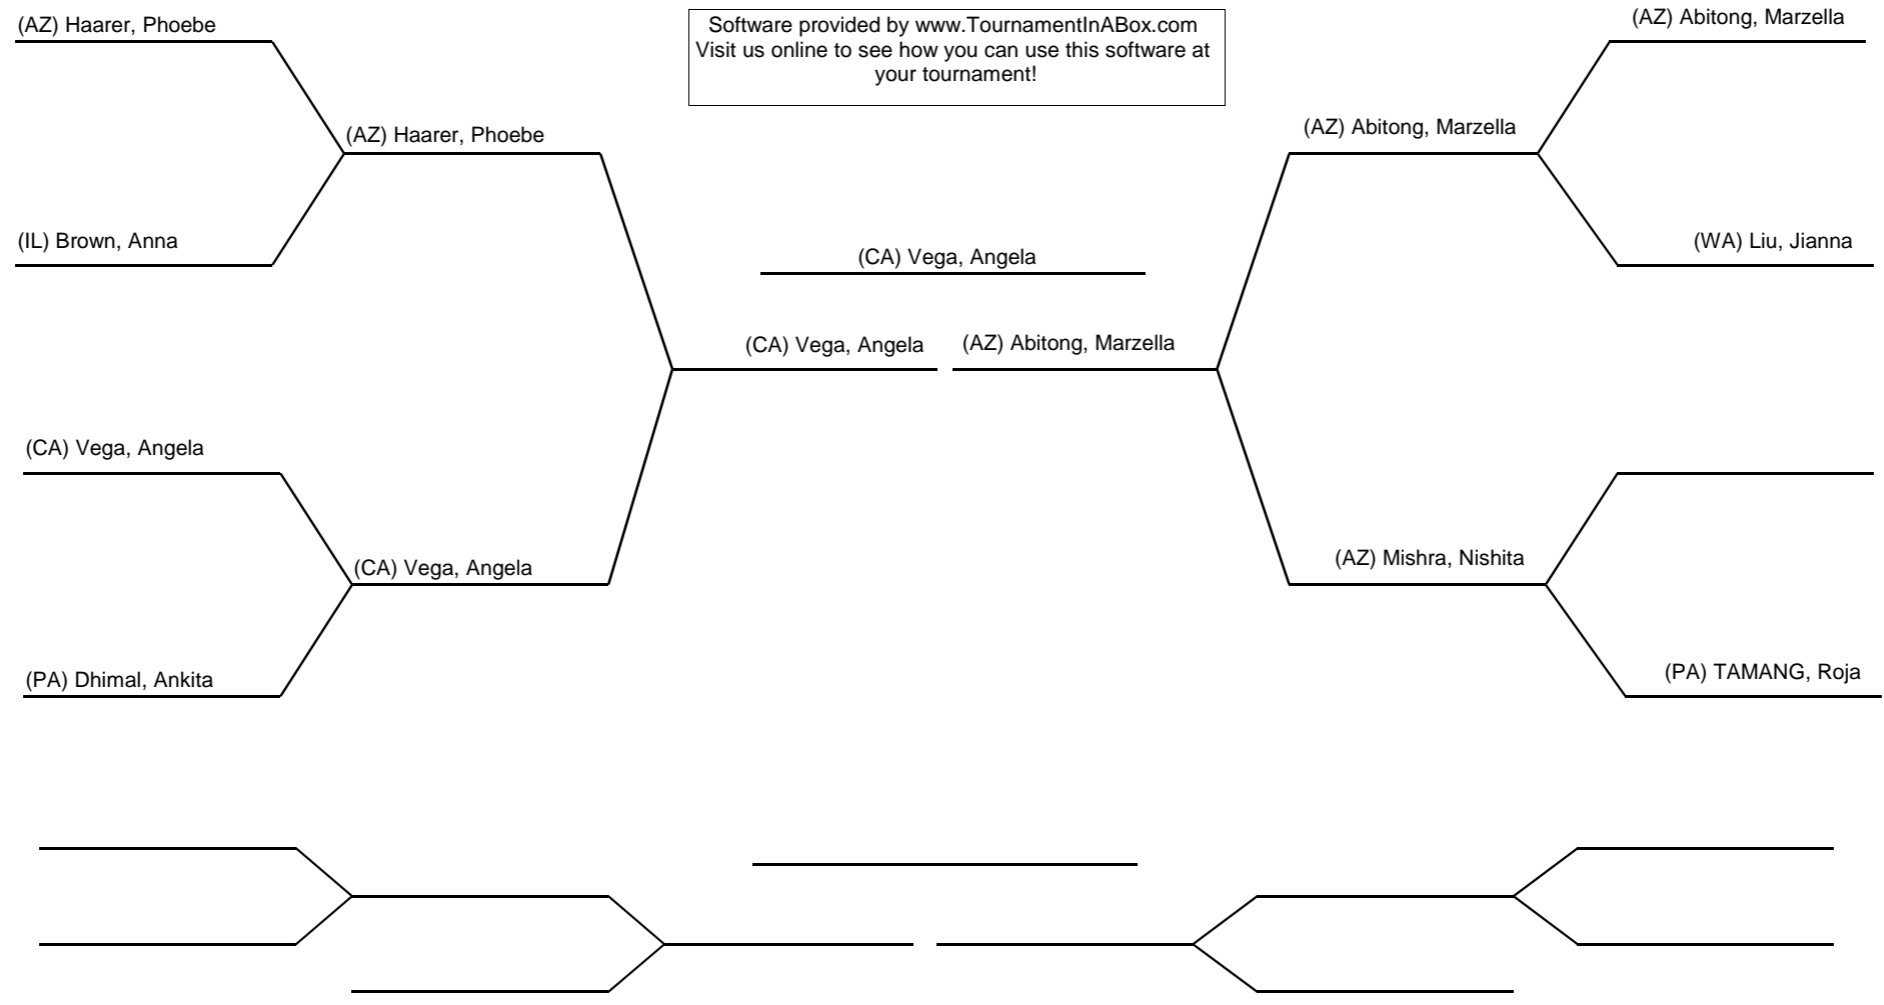 (AZ) Haarer, Phoebe
Software provided by www.TournamentInABox.com
Visit us online to see how you can use this software at
your tournament!
(AZ) Abitong, Marzella
(AZ) Haarer, Phoebe
(AZ) Abitong, Marzella
(IL) Brown, Anna
(CA) Vega, Angela
(WA) Liu, Jianna
(CA) Vega, Angela
(AZ) Abitong, Marzella
(CA) Vega, Angela
(CA) Vega, Angela
(AZ) Mishra, Nishita
(PA) Dhimal, Ankita
(PA) TAMANG, Roja